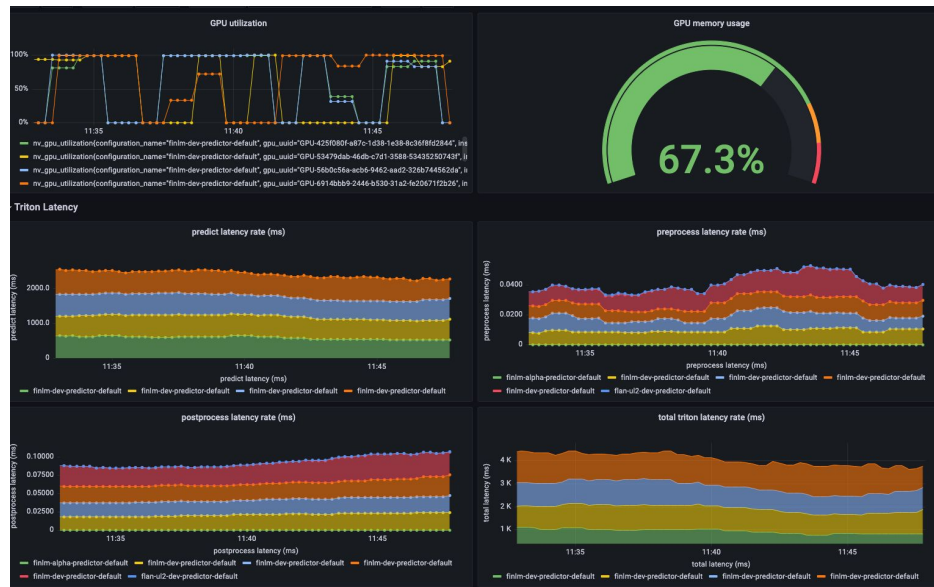 GPU utilization
GPU memory usage
100%
50%
0%
11:35
11:40
11:45
nv_gpu_utilization{configuration_name="finlm-dev-predictor-default", gpu_uuid="GPU-425f080f-a87c-1d38-1e38-8c36f8fd2844", ins
nv_gpu_utilization{configuration_name="finlm-dev-predictor-default", gpu_uuid="GPU-53479dab-46db-c7d1-3588-53435250743f", in
nv_gpu_utilization{configuration_name="finlm-dev-predictor-default", gpu_uuid="GPU-56b0c56a-acb6-9462-aad2-326b744562da", i
nv_gpu_utilization{configuration_name="finlm-dev-predictor-default", gpu_uuid="GPU-6914bbb9-2446-b530-31a2-fe20671f2b26", in
67.3%
Triton Latency
predict latency rate (ms)
predict latency (ms)
2000.0
1000.0
0
11:35
11:40
11:45
predict latency (ms)
finlm-dev-predictor-default
finlm-dev-predictor-default
finlm-dev-predictor-default
finlm-dev-predictor-default
preprocess latency rate (ms)
preprocess latency (ms)
0.0400
0.0200
0
11:35
11:40
11:45
preprocess latency (ms)
finlm-alpha-predictor-default
finlm-dev-predictor-default
finlm-dev-predictor-default
finlm-dev-predictor-default
finlm-dev-predictor-default
flan-ul2-dev-predictor-default
postprocess latency rate (ms)
postprocess latency (ms)
0.10000
0.07500
0.05000
0.02500
0
11:35
11:40
11:45
postprocess latency (ms)
finlm-alpha-predictor-default
finlm-dev-predictor-default
finlm-dev-predictor-default
finlm-dev-predictor-default
finlm-dev-predictor-default
flan-ul2-dev-predictor-default
total triton latency rate (ms)
total latency (ms)
4 K
3 K
2 K
1 K
11:35
11:40
11:45
total latency (ms)
finlm-dev-predictor-default
finlm-dev-predictor-default
finlm-dev-predictor-default
finlm-dev-predictor-default